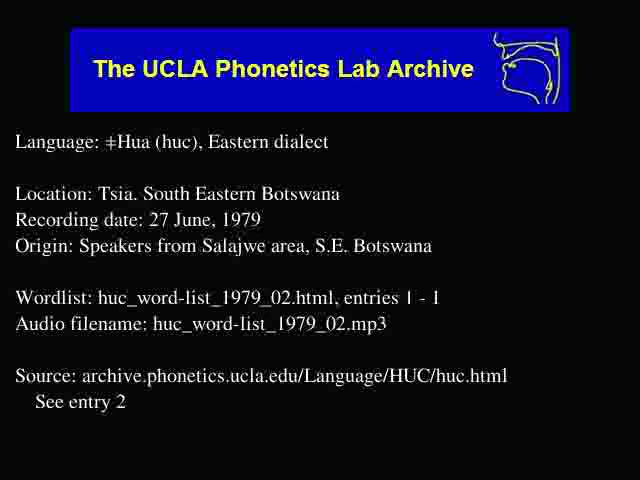 The UCLA Phonetics Lab Archive
Language: ǂHua (huc), Eastern dialect
Location: Tsia. South Eastern Botswana
Recording date: 27 June, 1979
Origin: Speakers from Salajwe area, S.E. Botswana
Wordlist: huc_word-list_1979_02.html, entries 1 - 1
Audio filename: huc_word-list_1979_02.mp3
Source: archive.phonetics.ucla.edu/Language/HUC/huc.html
See entry 2